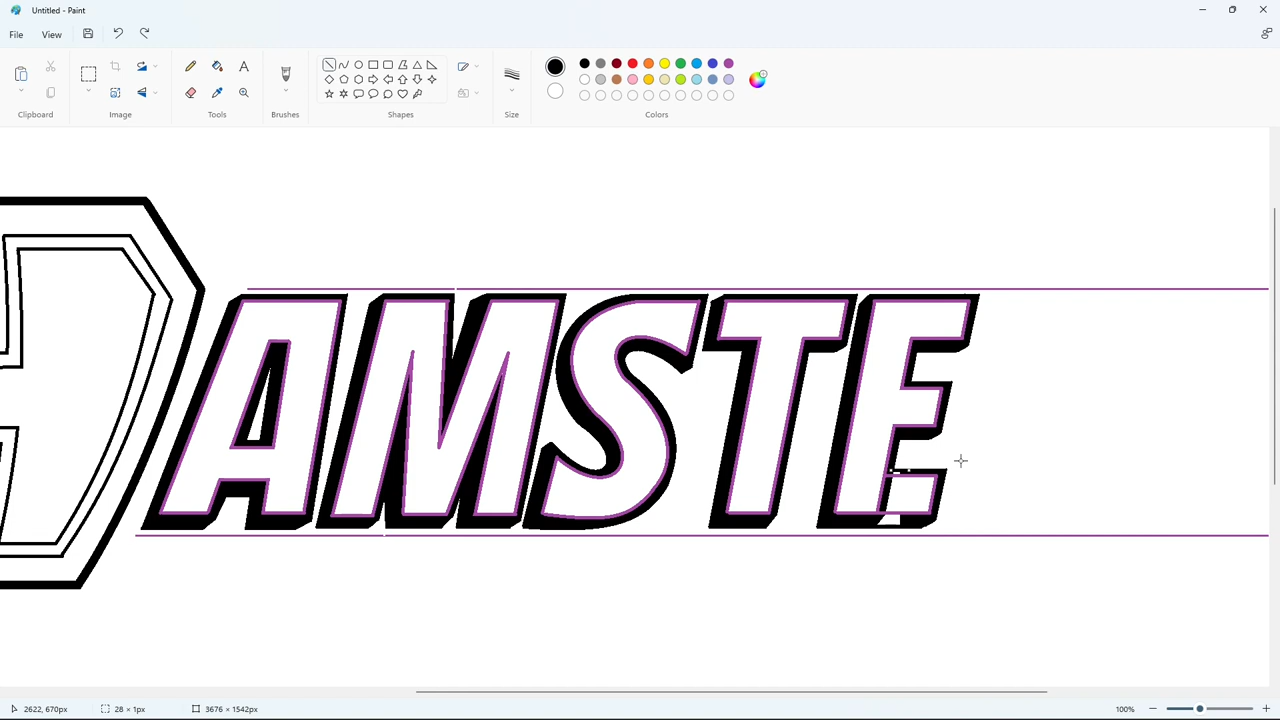 Untitled - Paint
File View
Clipboard Image Tools Brushes Shapes Size Colors
AMSTE
2622, 670px 28 × 1px 3676 × 1542px 100%